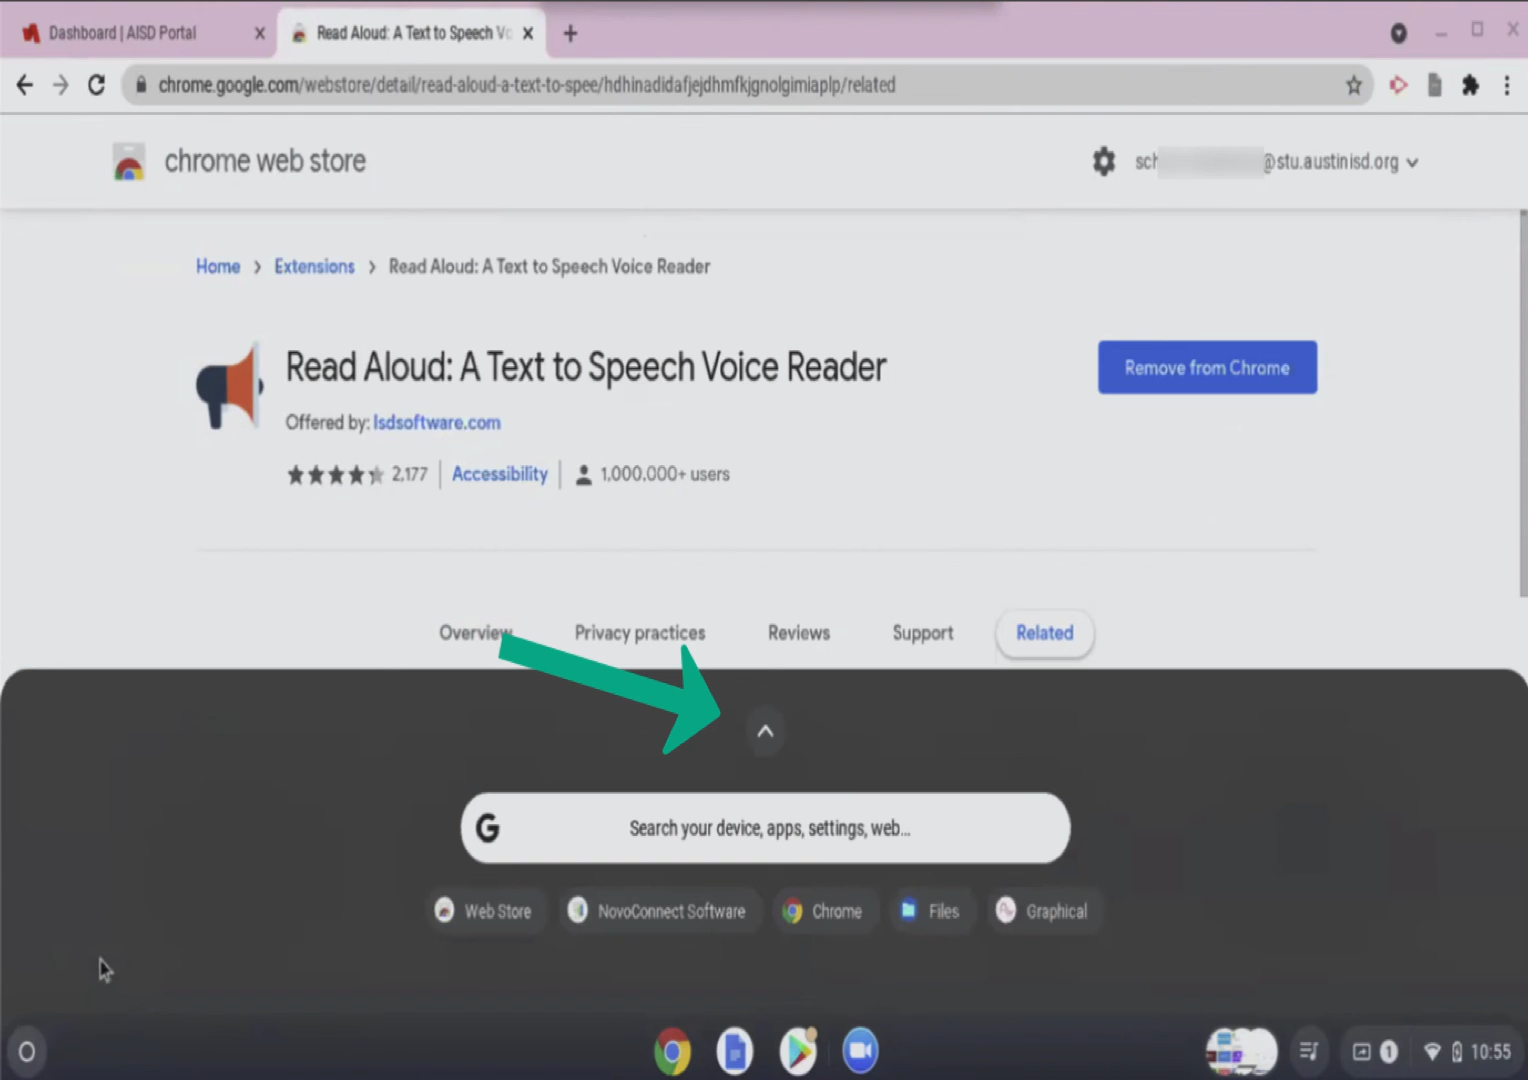 Dashboard | AISD Portal
Read Aloud: A Text to Speech Vo
chrome.google.com/webstore/detail/read-aloud-a-text-to-spee/hdhinadidafjejdhmfkjgnolgimiaplp/related
chrome web store
sch @stu.austinisd.org
Home > Extensions > Read Aloud: A Text to Speech Voice Reader
Read Aloud: A Text to Speech Voice Reader
Remove from Chrome
Offered by: lsdsoftware.com
2,177 Accessibility 1,000,000+ users
Overview Privacy practices Reviews Support Related
G Search your device, apps, settings, web...
Web Store NovoConnect Software Chrome Files Graphical
1 10:55